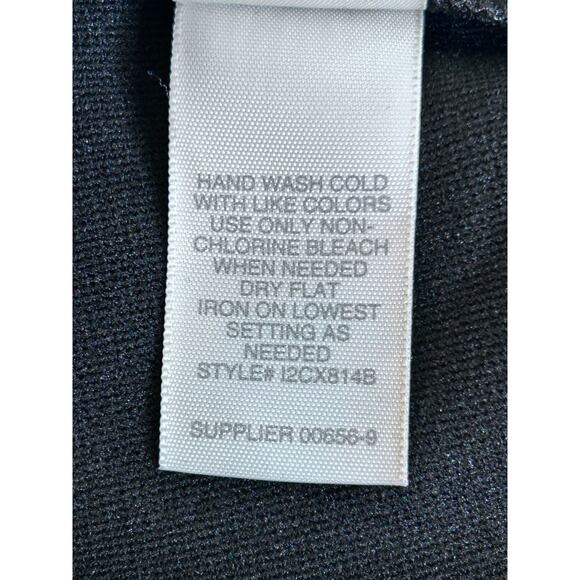 HAND WASH COLD
WITH LIKE COLORS
USE ONLY NON-
CHLORINE BLEACH
WHEN NEEDED
DRY FLAT
IRON ON LOWEST
SETTING AS
NEEDED
STYLE# I2CX814B
SUPPLIER 00656-9